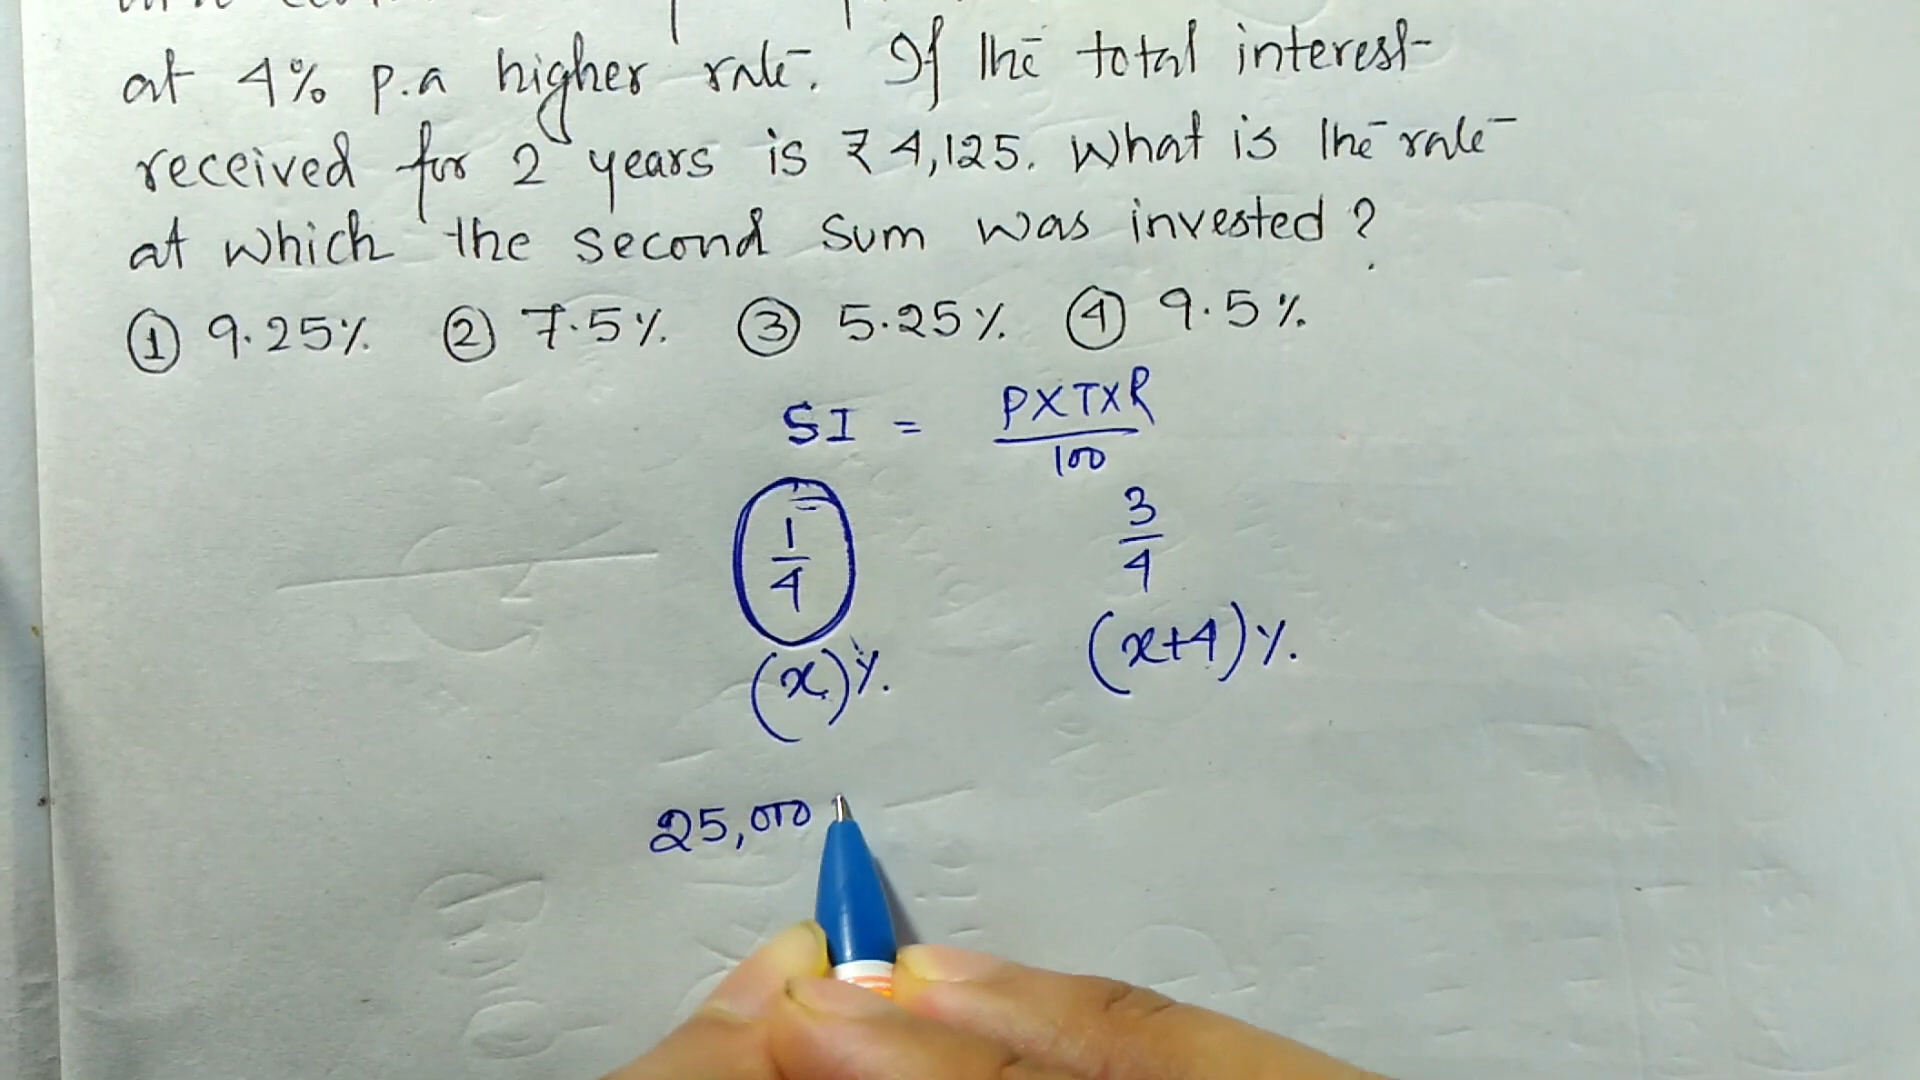 at 4% p.a higher rate. If the total interest
received for 2 years is ₹4,125. What is the rate
at which the second sum was invested?
① 9.25% ② 7.5% ③ 5.25% ④ 9.5%
SI = PXTXR
100
1 3
4 4
(x)% (x+4)%.
25,000